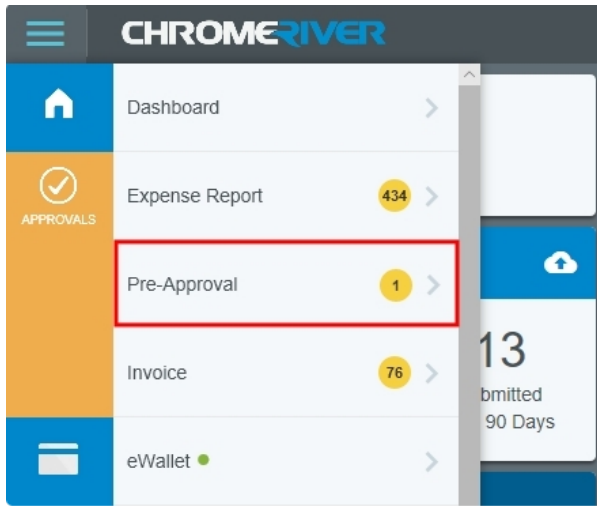 CHROMERIVER
Dashboard
APPROVALS
Expense Report 434
Pre-Approval 1
Invoice 76
eWallet
13
bmitted
90 Days